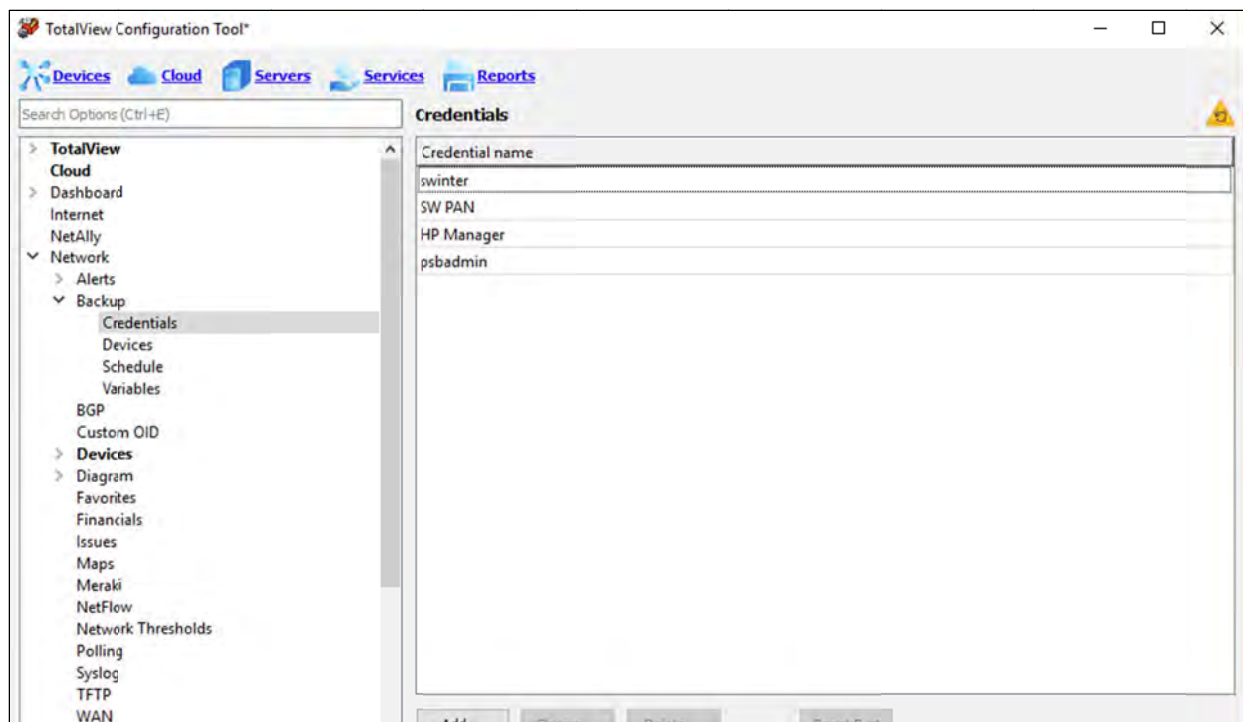 TotalView Configuration Tool*
Devices Cloud Servers Services Reports
Search Options (Ctrl+E)
Credentials
TotalView
Cloud
Dashboard
Internet
NetAlly
Network
Alerts
Backup
Credentials
Devices
Schedule
Variables
BGP
Custom OID
Devices
Diagram
Favorites
Financials
Issues
Maps
Meraki
NetFlow
Network Thresholds
Polling
Syslog
TFTP
WAN
Credential name
swinter
SW PAN
HP Manager
psbadmin